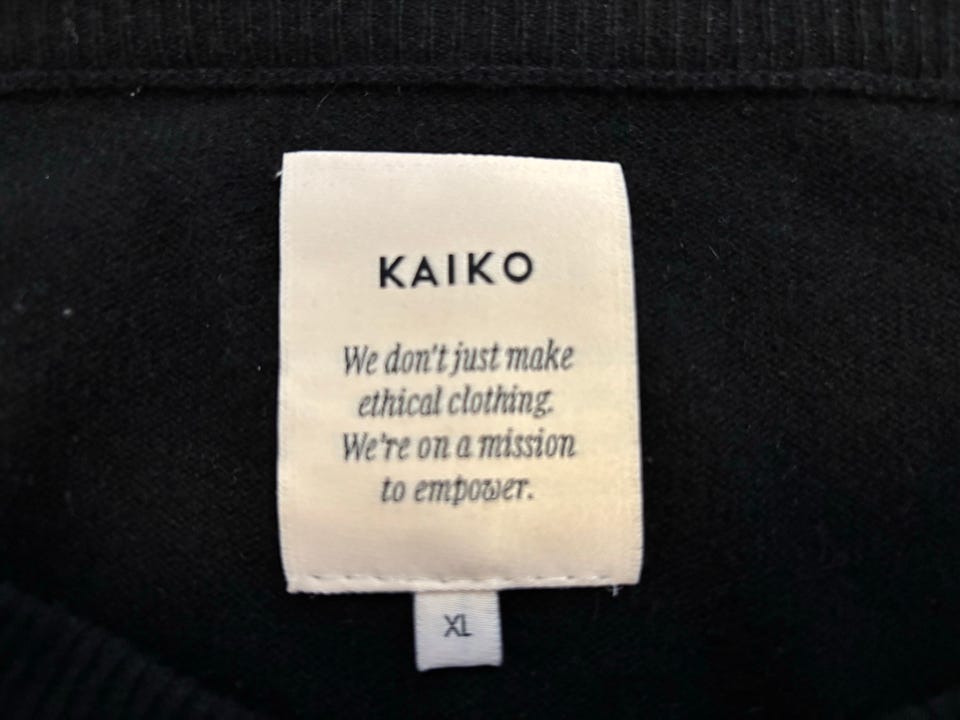 KAIKO
We don't just make
ethical clothing.
We're on a mission
to empower.
XL